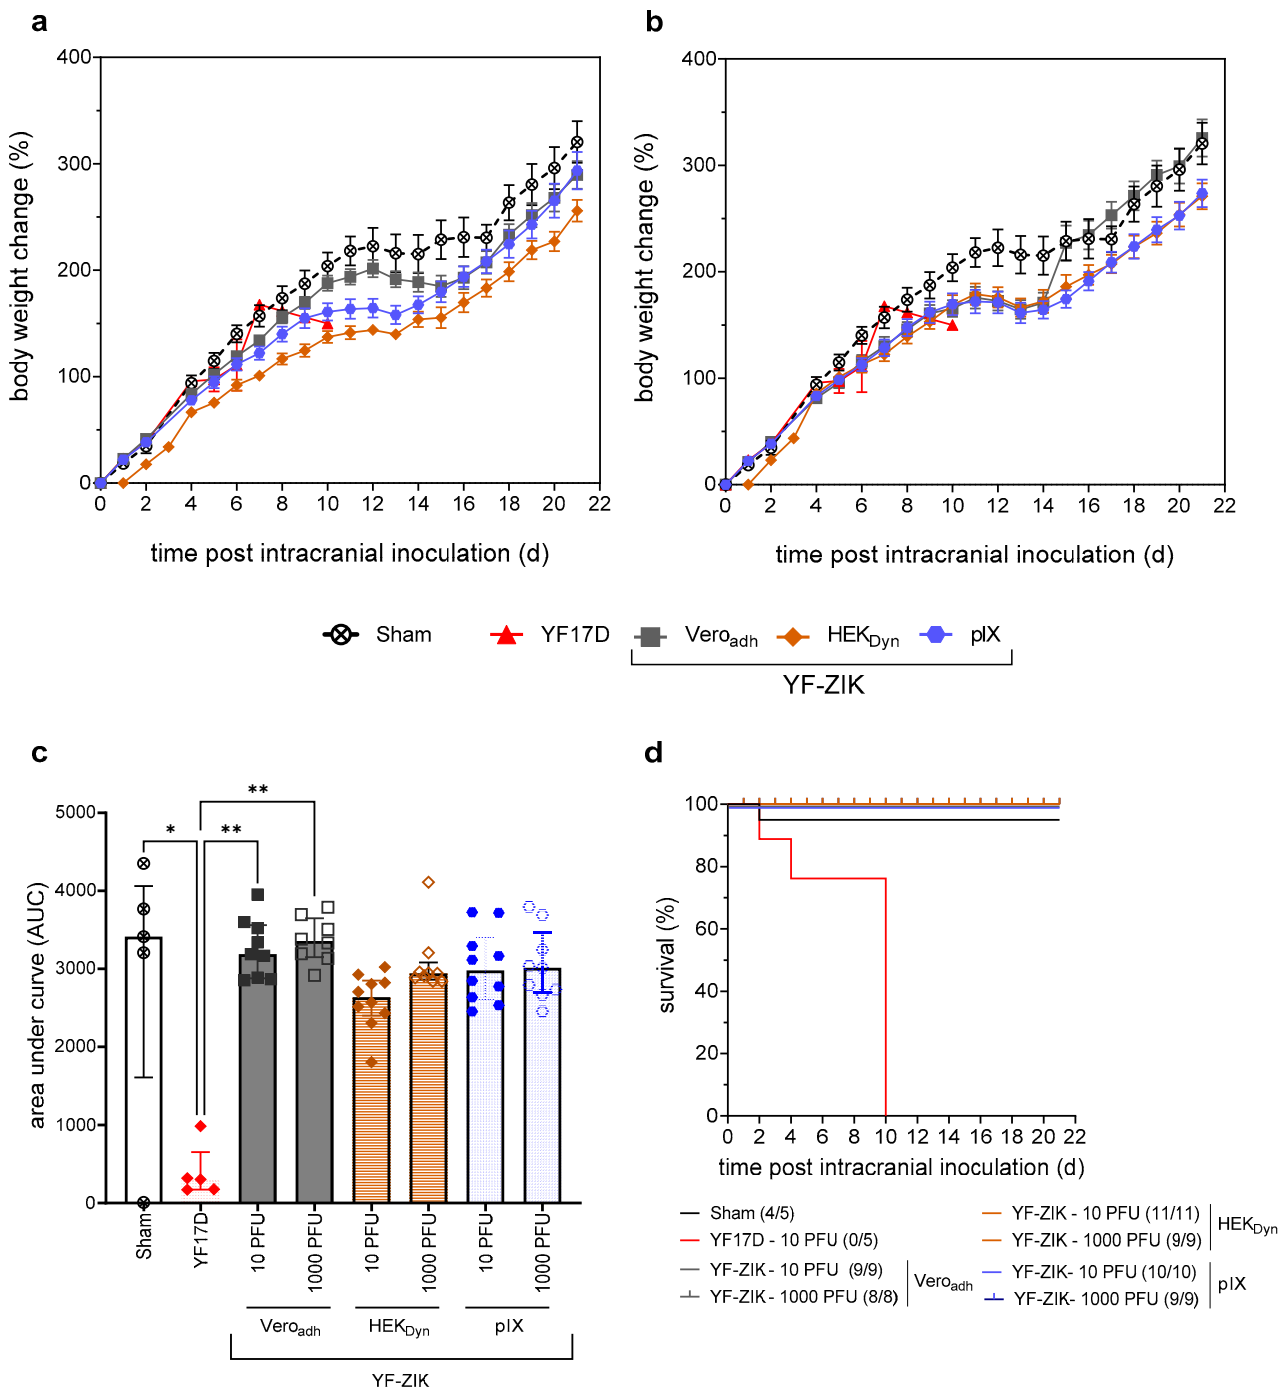 a
body weight change (%)
400
300
200
100
0
0 2 4 6 8 10 12 14 16 18 20 22
time post intracranial inoculation (d)
b
body weight change (%)
400
300
200
100
0
0 2 4 6 8 10 12 14 16 18 20 22
time post intracranial inoculation (d)
Sham YF17D Vero_adh HEK_Dyn pIX
YF-ZIK
c
area under curve (AUC)
5000
4000
3000
2000
1000
0
* ** **
Sham YF17D 10 PFU 1000 PFU 10 PFU 1000 PFU 10 PFU 1000 PFU
Vero_adh HEK_Dyn pIX
YF-ZIK
d
survival (%)
100
80
60
40
20
0
0 2 4 6 8 10 12 14 16 18 20 22
time post intracranial inoculation (d)
Sham (4/5)
YF17D - 10 PFU (0/5)
YF-ZIK - 10 PFU (9/9)
YF-ZIK - 1000 PFU (8/8)
Vero_adh
YF-ZIK - 10 PFU (11/11)
YF-ZIK - 1000 PFU (9/9)
HEK_Dyn
YF-ZIK- 10 PFU (10/10)
YF-ZIK- 1000 PFU (9/9)
pIX